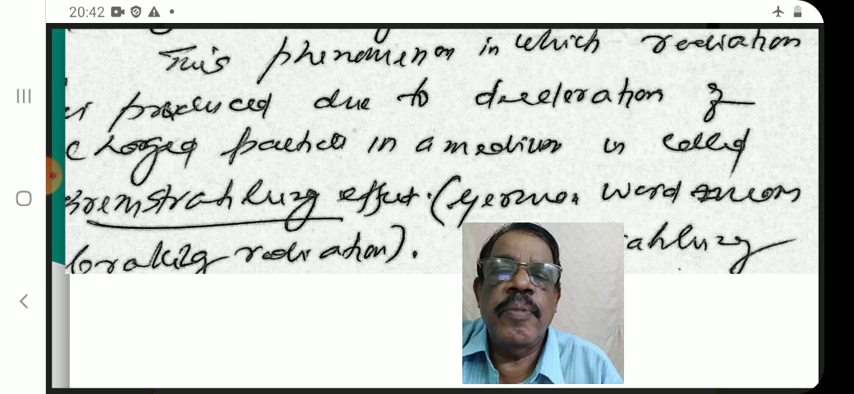 20:42
This phenomenon in which radiation
is produced due to deceleration of
charged particle in a medium is called
Bremstrahlung effect. (German word means
braking radiation). ahlung